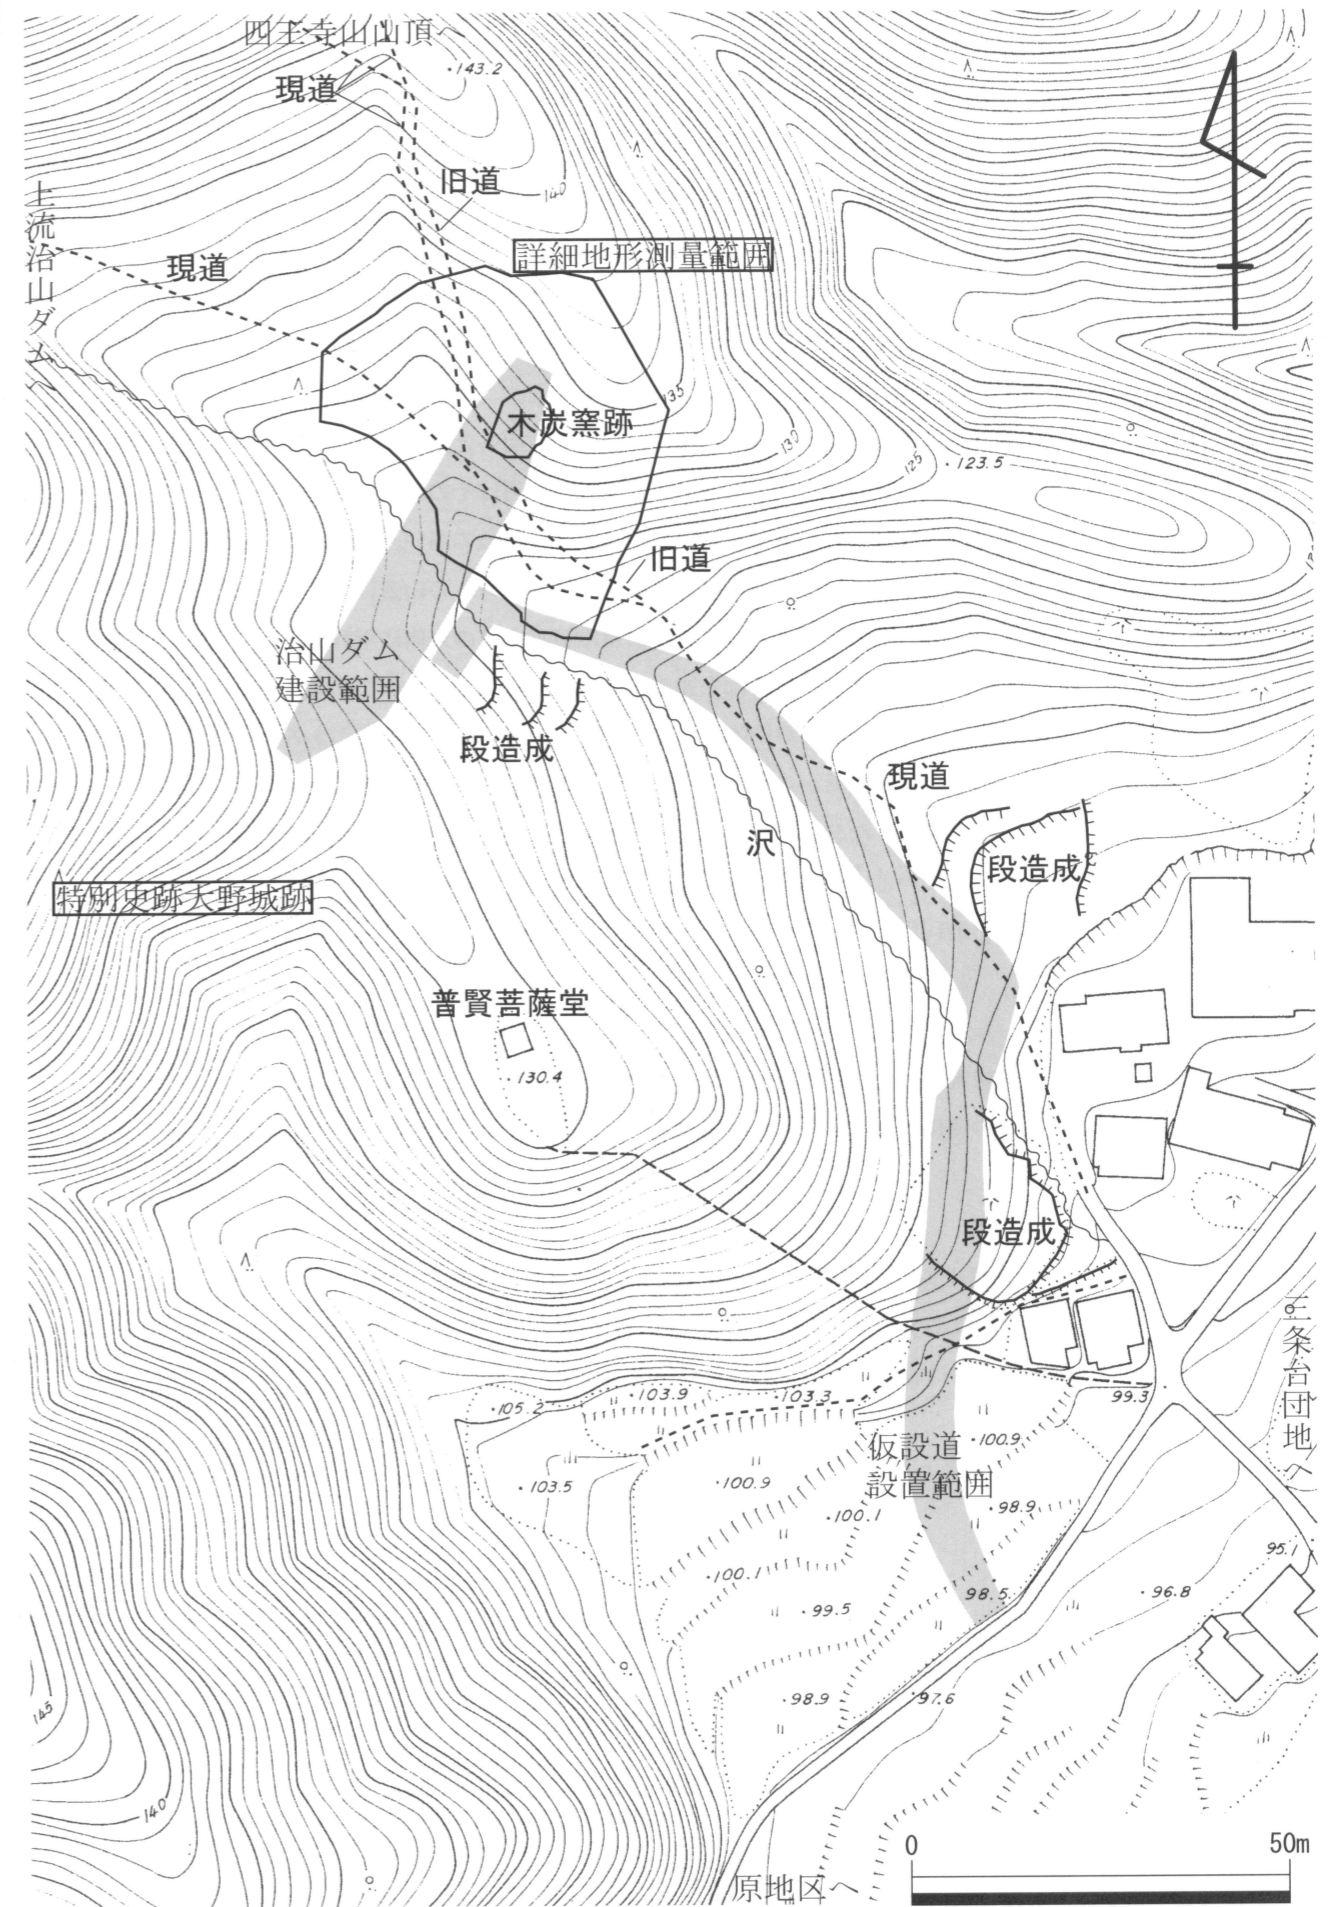 四王寺山山頂へ
143.2
現道
140
旧道
上流治山ダムへ
詳細地形測量範囲
現道
135
木炭窯跡
130
125
123.5
旧道
治山ダム
建設範囲
段造成
現道
沢
段造成
特別史跡大野城跡
普賢菩薩堂
130.4
段造成
三条台団地へ
105.2
103.9
103.3
99.3
仮設道
設置範囲
100.9
103.5
100.9
98.9
100.1
95.1
100.1
98.5
96.8
99.5
98.9
97.6
145
140
0 50m
原地区へ